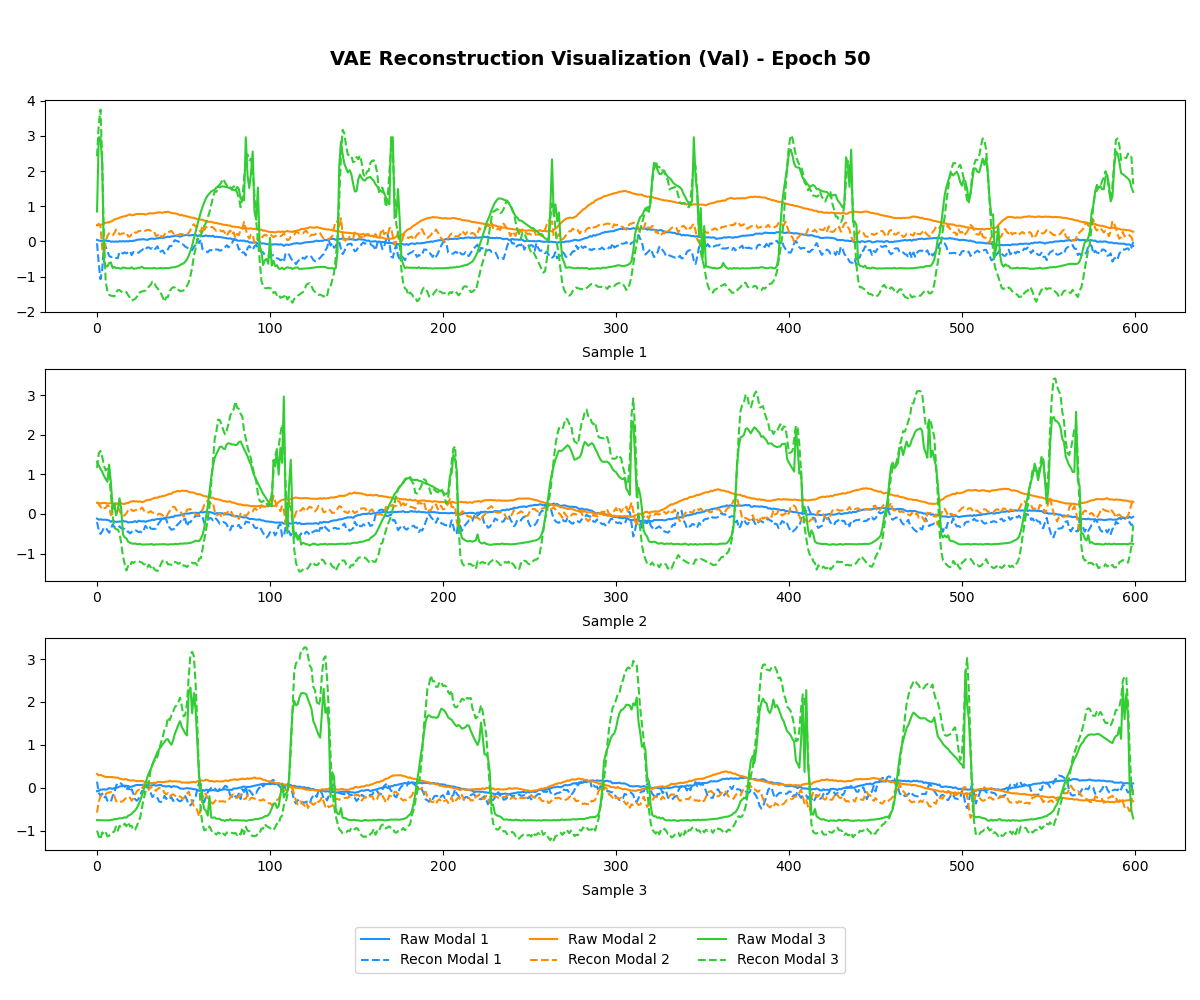 VAE Reconstruction Visualization (Val) - Epoch 50
4
3
2
1
0
−1
−2
0 100 200 300 400 500 600
Sample 1
3
2
1
0
−1
0 100 200 300 400 500 600
Sample 2
3
2
1
0
−1
0 100 200 300 400 500 600
Sample 3
Raw Modal 1 Raw Modal 2 Raw Modal 3
Recon Modal 1 Recon Modal 2 Recon Modal 3